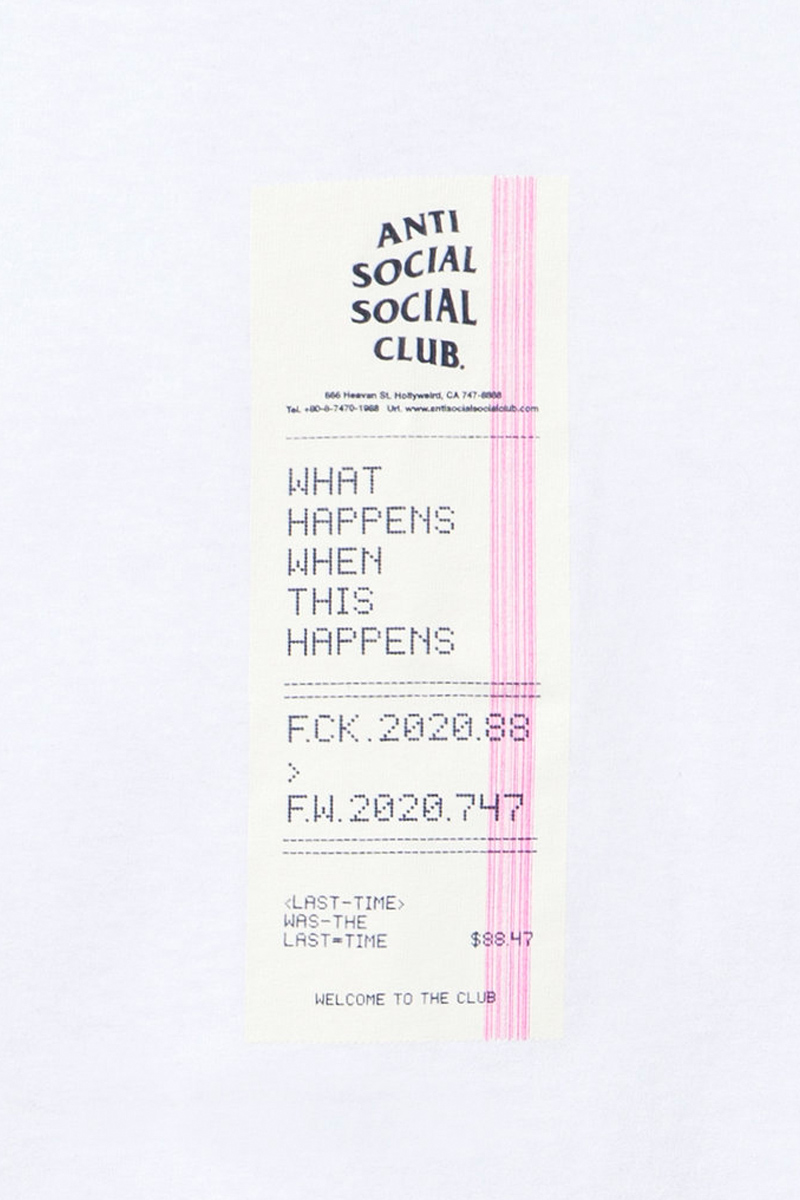 ANTI
SOCIAL
SOCIAL
CLUB.
666 Heavan St. Hollyweird, CA 747-8888
Tel. +90-8-7470-1988 Url. www.antisocialsocialclub.com
WHAT
HAPPENS
WHEN
THIS
HAPPENS
F.CK.2020.88
>
F.W.2020.747
<LAST-TIME>
WAS-THE
LAST=TIME $88.47
WELCOME TO THE CLUB